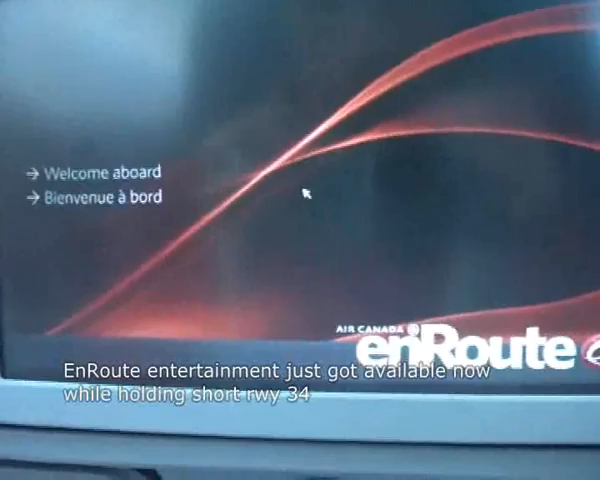 → Welcome aboard
→ Bienvenue à bord
AIR CANADA
enRoute
EnRoute entertainment just got available now
while holding short rwy 34